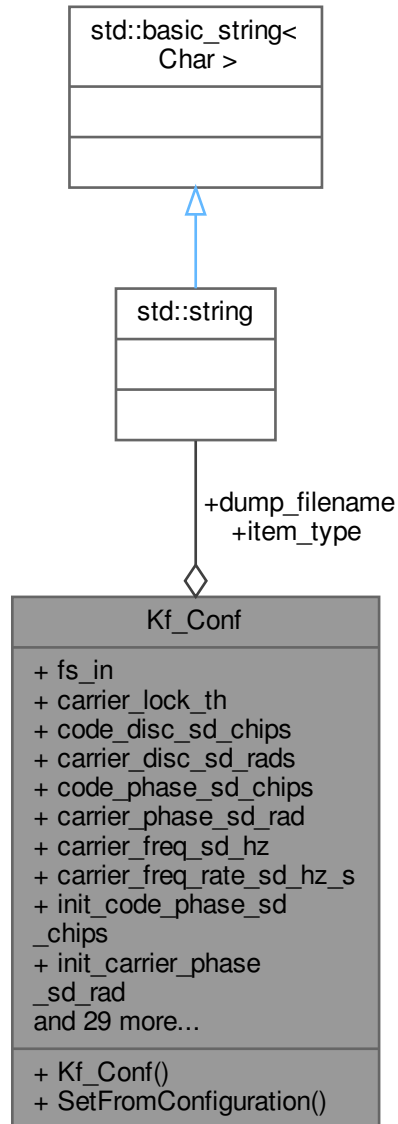 std::basic_string<
Char >
std::string
+dump_filename
+item_type
Kf_Conf
+ fs_in
+ carrier_lock_th
+ code_disc_sd_chips
+ carrier_disc_sd_rads
+ code_phase_sd_chips
+ carrier_phase_sd_rad
+ carrier_freq_sd_hz
+ carrier_freq_rate_sd_hz_s
+ init_code_phase_sd
_chips
+ init_carrier_phase
_sd_rad
and 29 more...
+ Kf_Conf()
+ SetFromConfiguration()